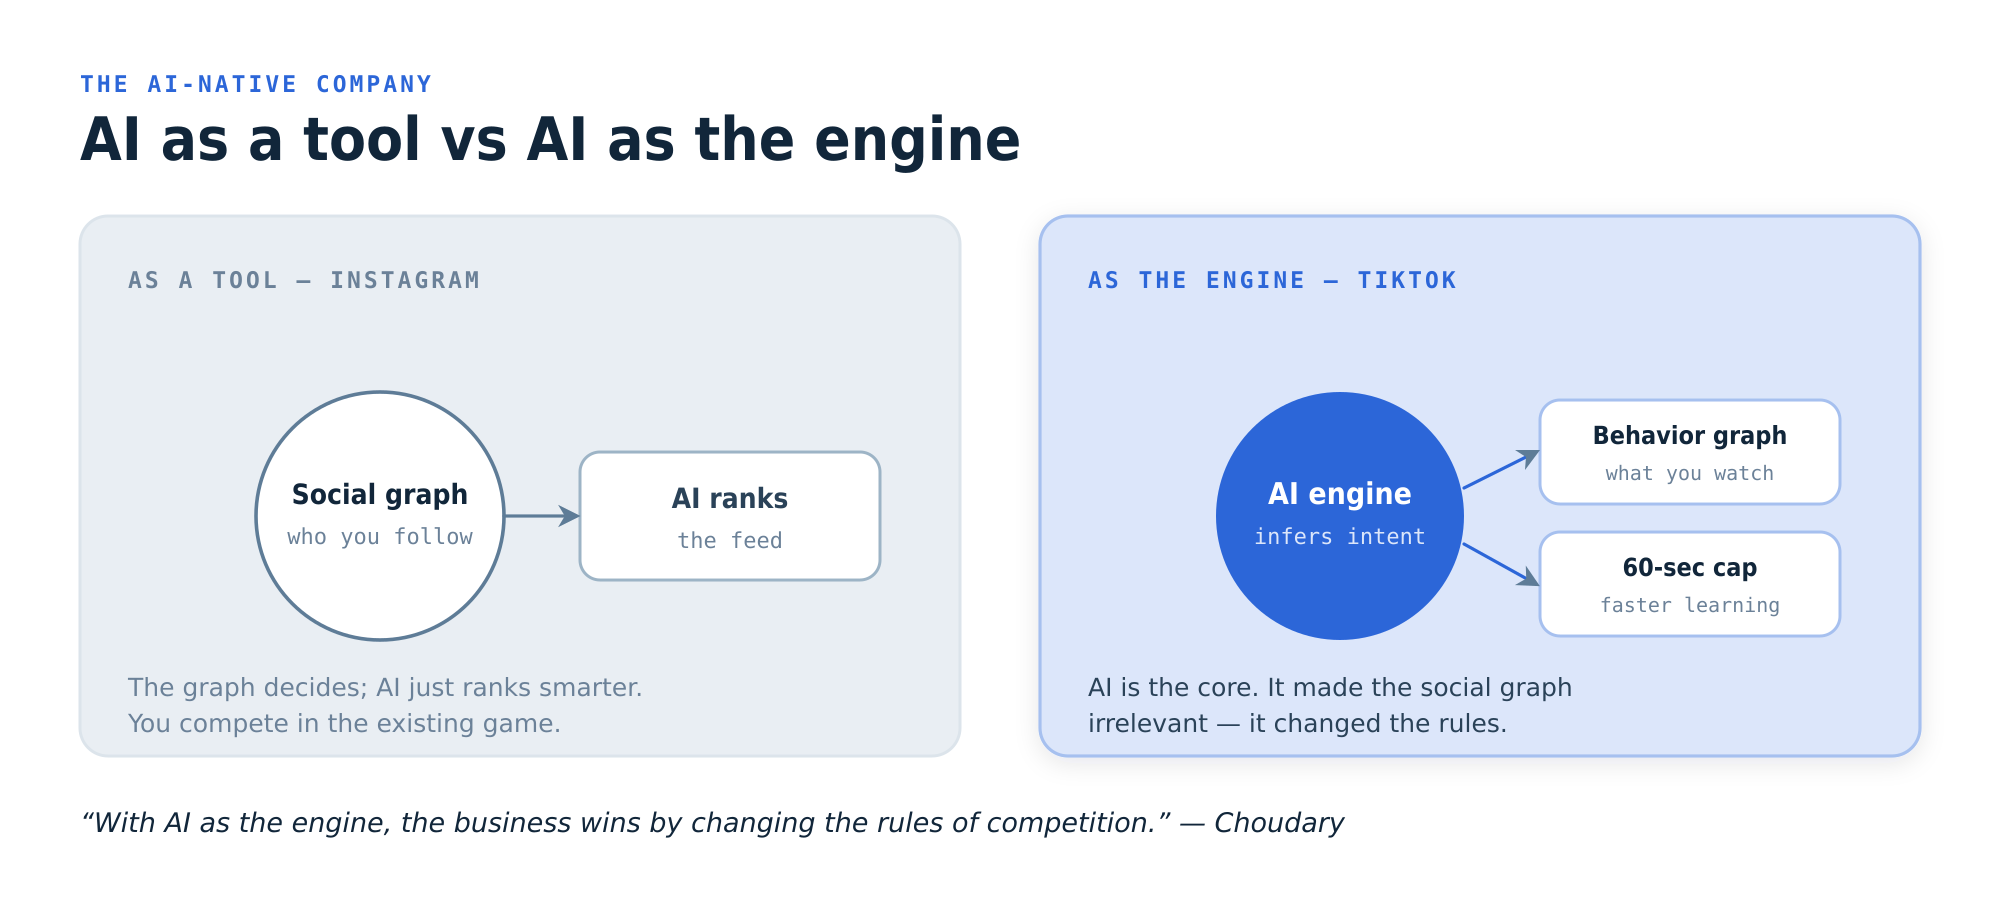 THE AI-NATIVE COMPANY
AI as a tool vs AI as the engine
AS A TOOL — INSTAGRAM
Social graph
who you follow
AI ranks
the feed
The graph decides; AI just ranks smarter.
You compete in the existing game.
AS THE ENGINE — TIKTOK
AI engine
infers intent
Behavior graph
what you watch
60-sec cap
faster learning
AI is the core. It made the social graph
irrelevant — it changed the rules.
“With AI as the engine, the business wins by changing the rules of competition.” — Choudary